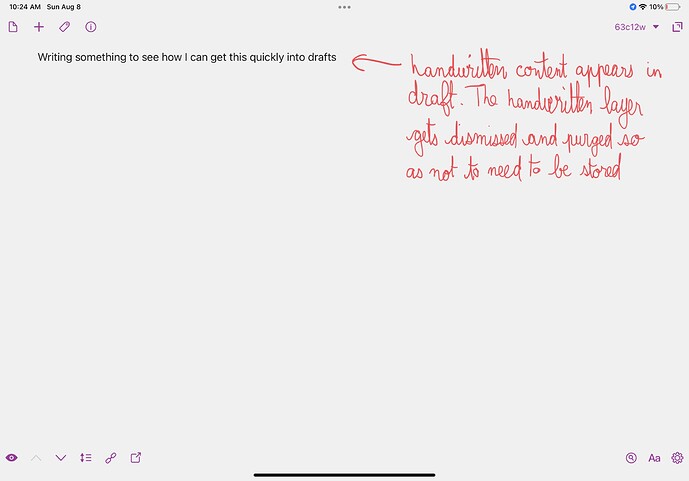 10:24 AM Sun Aug 8
10%
63c12w
Writing something to see how I can get this quickly into drafts
handwritten content appears in
draft. The handwritten layer
gets dismissed and purged so
as not to need to be stored
Aa